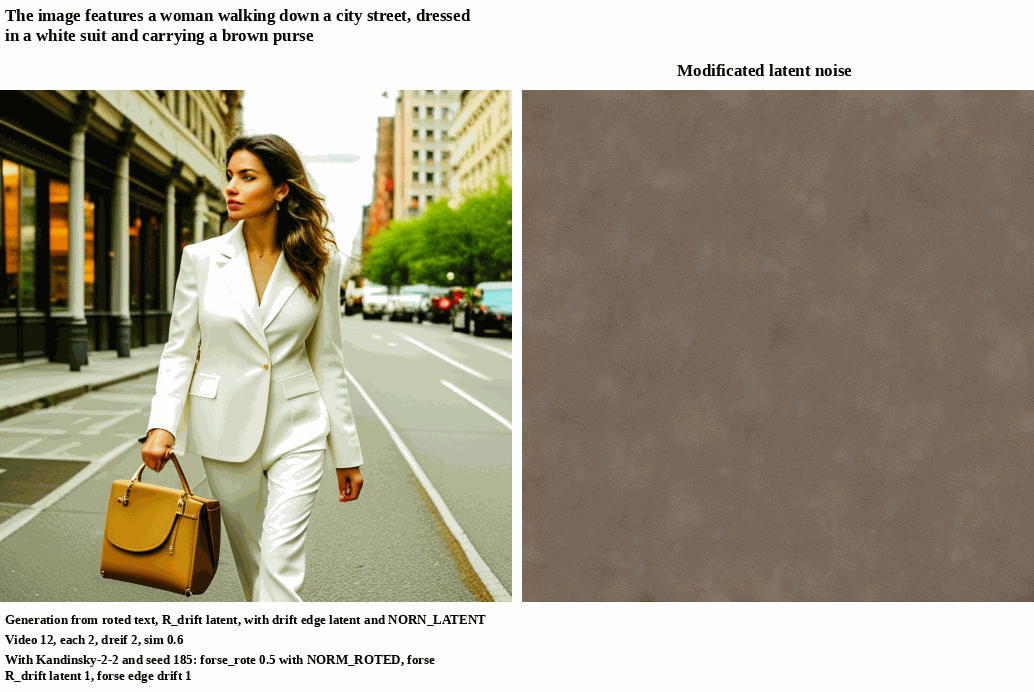 The image features a woman walking down a city street, dressed
in a white suit and carrying a brown purse
Modificated latent noise
Generation from roted text, R_drift latent, with drift edge latent and NORN_LATENT
Video 12, each 2, dreif 2, sim 0.6
With Kandinsky-2-2 and seed 185: forse_rote 0.5 with NORM_ROTED, forse
R_drift latent 1, forse edge drift 1